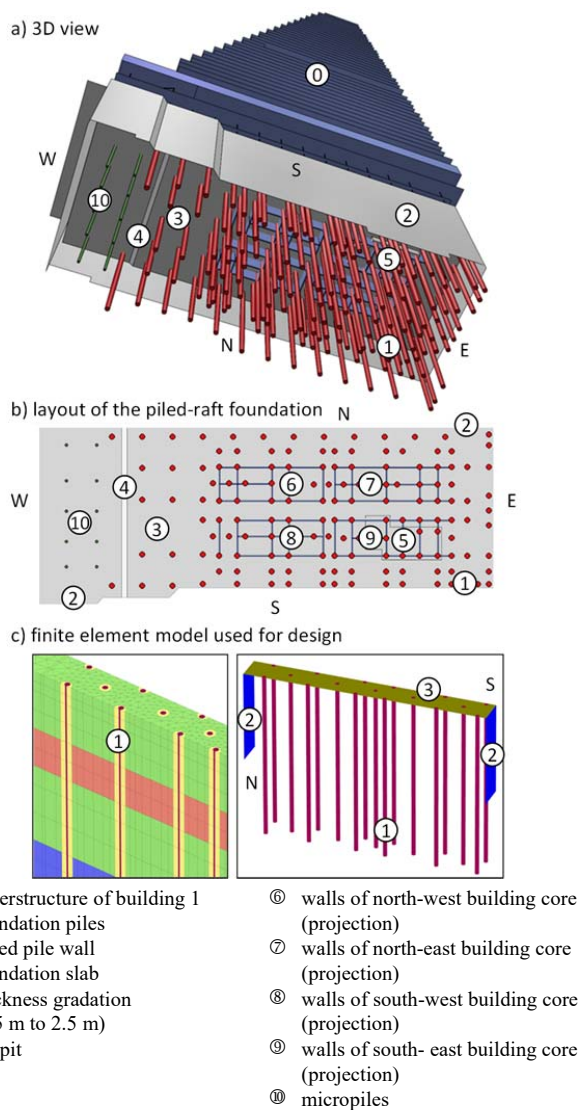 a) 3D view
0
W
S
10
2
3
4
5
N
1
E
b) layout of the piled-raft foundation N
2
6
7
W
4
E
10
3
8
9
5
2
1
S
c) finite element model used for design
1
3
S
2
2
N
1
erstructure of building 1
ndation piles
ed pile wall
ndation slab
kness gradation
5 m to 2.5 m)
pit
⑥ walls of north-west building core
(projection)
⑦ walls of north-east building core
(projection)
⑧ walls of south-west building core
(projection)
⑨ walls of south- east building core
(projection)
⑩ micropiles